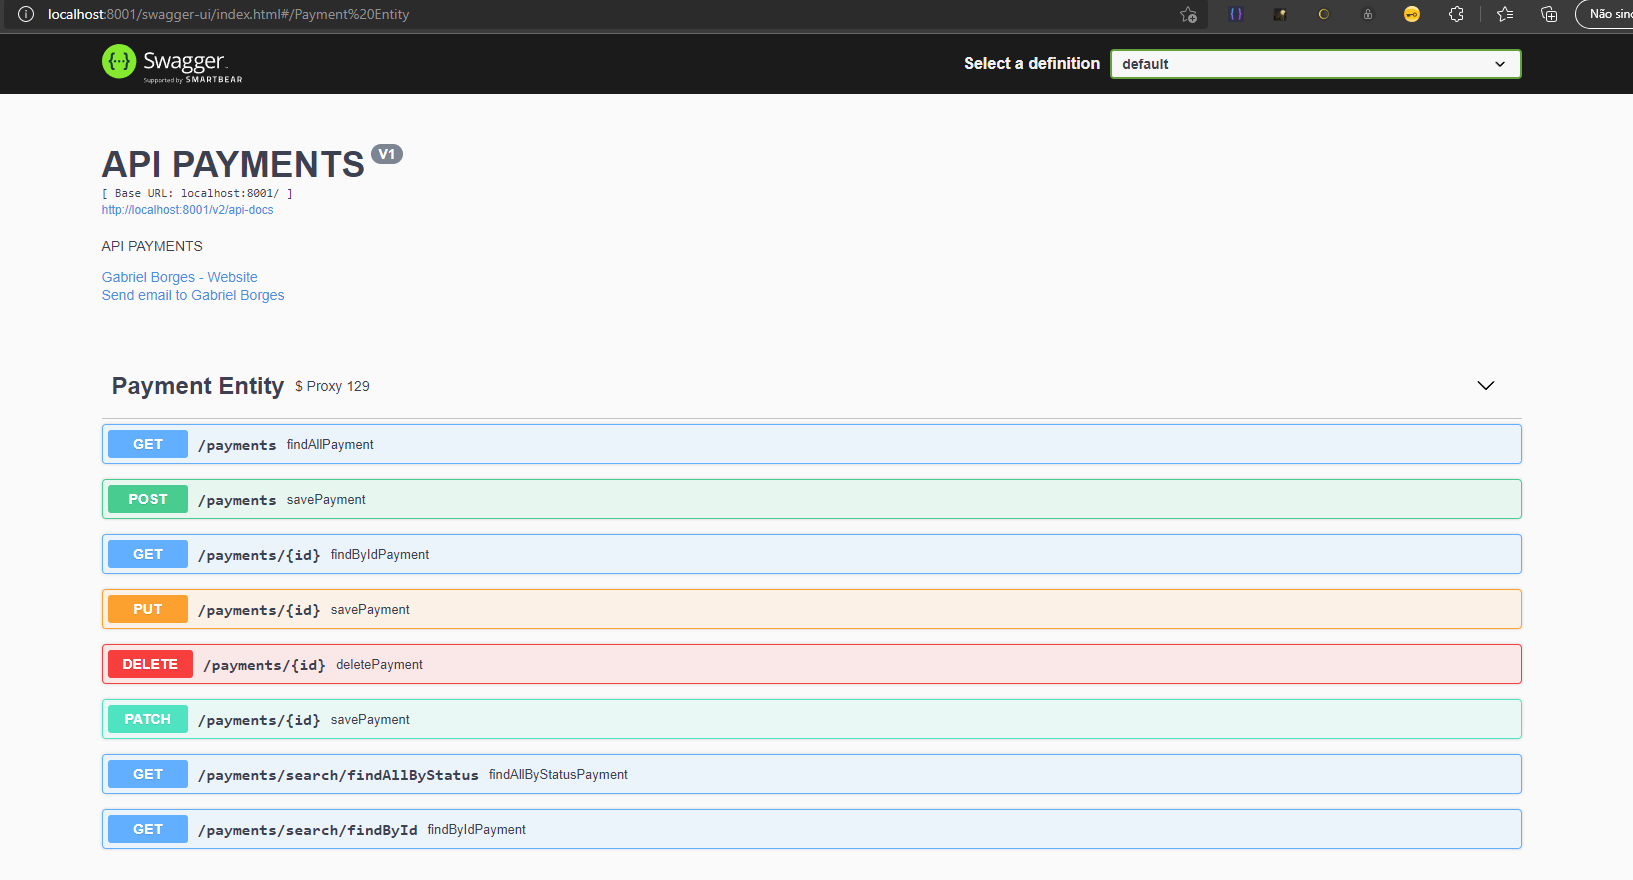 localhost:8001/swagger-ui/index.html#/Payment%20Entity
Não sinc
Swagger
Supported by SMARTBEAR
Select a definition
default
API PAYMENTS V1
[ Base URL: localhost:8001/ ]
http://localhost:8001/v2/api-docs
API PAYMENTS
Gabriel Borges - Website
Send email to Gabriel Borges
Payment Entity $ Proxy 129
GET /payments findAllPayment
POST /payments savePayment
GET /payments/{id} findByIdPayment
PUT /payments/{id} savePayment
DELETE /payments/{id} deletePayment
PATCH /payments/{id} savePayment
GET /payments/search/findAllByStatus findAllByStatusPayment
GET /payments/search/findById findByIdPayment